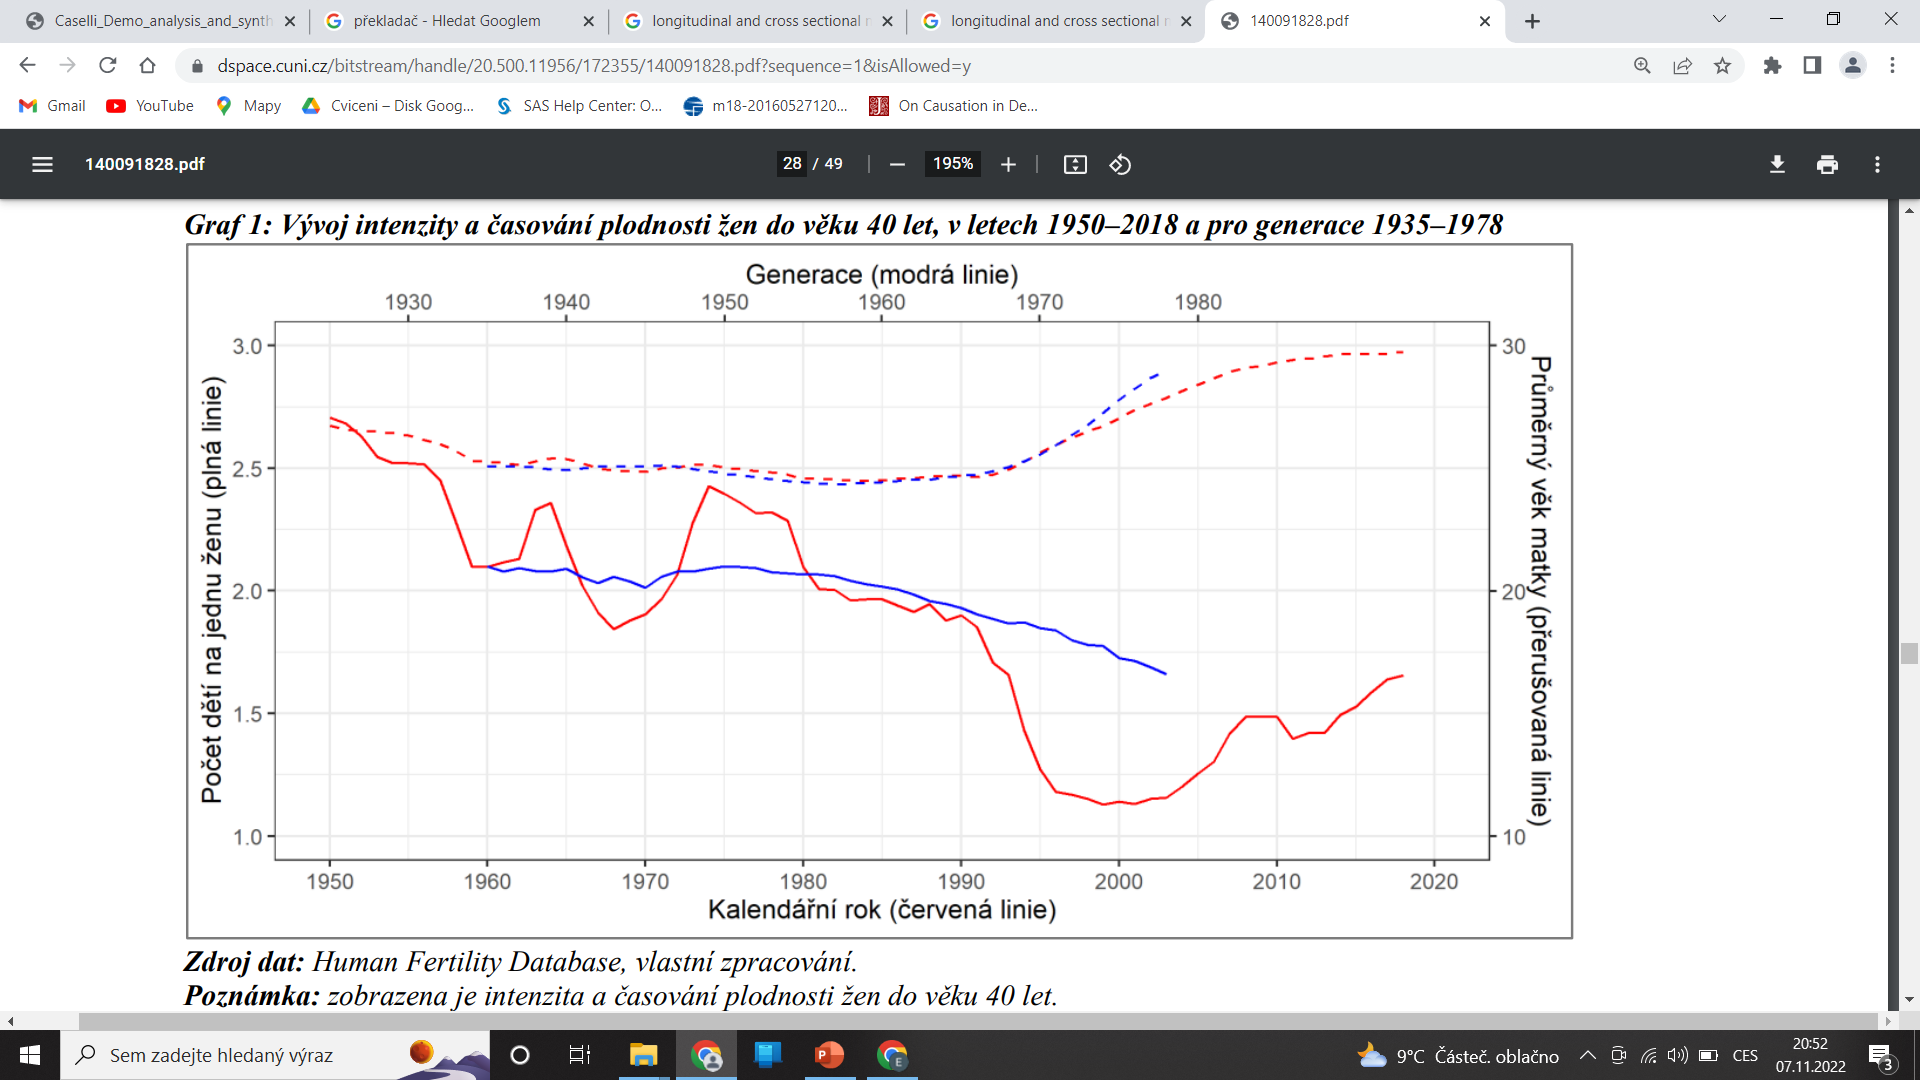 Caselli_Demo_analysis_and_synth
překladač - Hledat Googlem
longitudinal and cross sectional
longitudinal and cross sectional
140091828.pdf
dspace.cuni.cz/bitstream/handle/20.500.11956/172355/140091828.pdf?sequence=1&isAllowed=y
Gmail
YouTube
Mapy
Cviceni – Disk Goog...
SAS Help Center: O...
m18-20160527120...
On Causation in De...
140091828.pdf
28 / 49
195%
Graf 1: Vývoj intenzity a časování plodnosti žen do věku 40 let, v letech 1950–2018 a pro generace 1935–1978
Generace (modrá linie)
1930 1940 1950 1960 1970 1980
Počet dětí na jednu ženu (plná linie)
3.0
2.5
2.0
1.5
1.0
30
20
10
Průměrný věk matky (přerušovaná linie)
1950 1960 1970 1980 1990 2000 2010 2020
Kalendářní rok (červená linie)
Zdroj dat: Human Fertility Database, vlastní zpracování.
Poznámka: zobrazena je intenzita a časování plodnosti žen do věku 40 let.
Sem zadejte hledaný výraz
P
E
9°C Částeč. oblačno
CES
20:52
07.11.2022
3